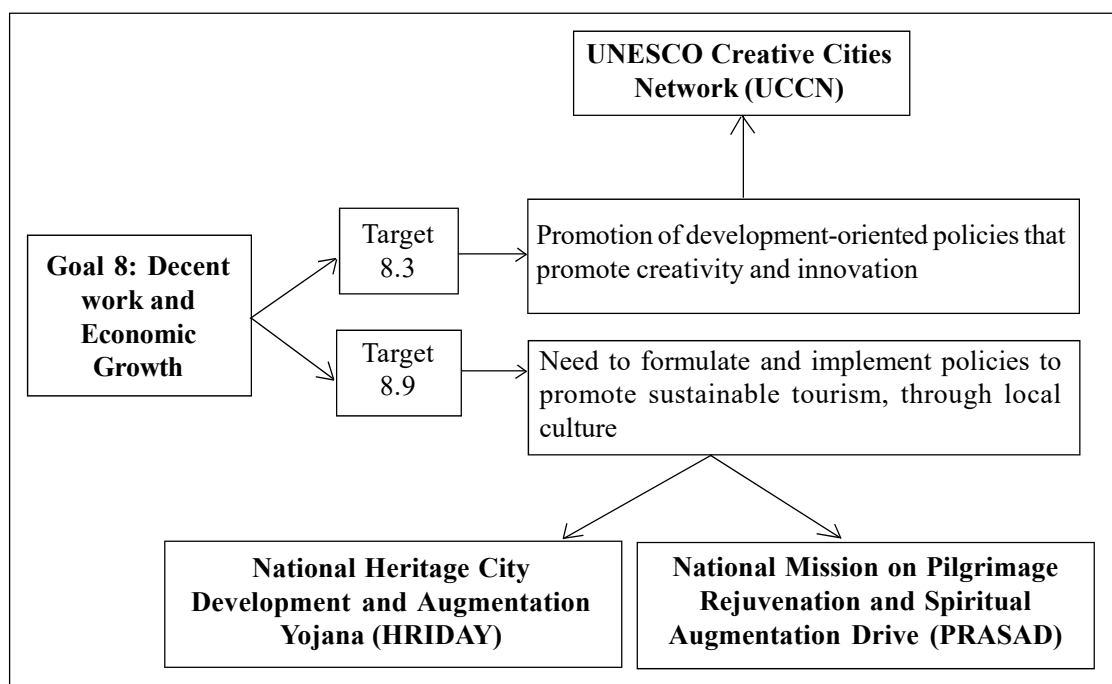 UNESCO Creative Cities
Network (UCCN)
Goal 8: Decent
work and
Economic
Growth
Target
8.3
Promotion of development-oriented policies that
promote creativity and innovation
Target
8.9
Need to formulate and implement policies to
promote sustainable tourism, through local
culture
National Heritage City
Development and Augmentation
Yojana (HRIDAY)
National Mission on Pilgrimage
Rejuvenation and Spiritual
Augmentation Drive (PRASAD)